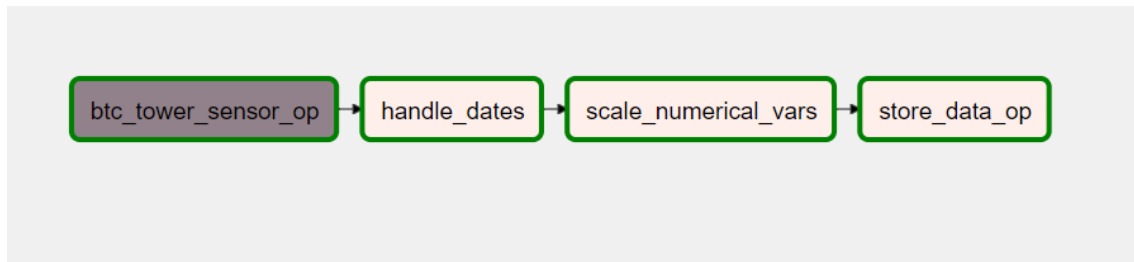 btc_tower_sensor_op
handle_dates
scale_numerical_vars
store_data_op